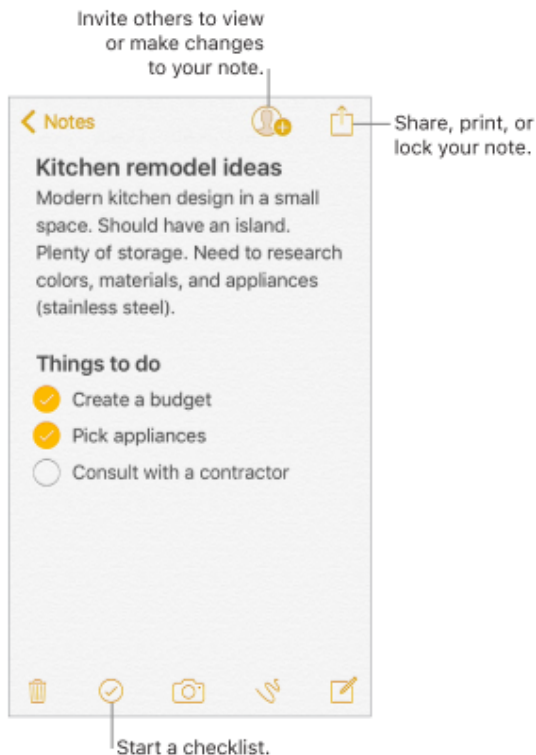 Invite others to view
or make changes
to your note.
Notes
Share, print, or
lock your note.
Kitchen remodel ideas
Modern kitchen design in a small
space. Should have an island.
Plenty of storage. Need to research
colors, materials, and appliances
(stainless steel).
Things to do
Create a budget
Pick appliances
Consult with a contractor
Start a checklist.